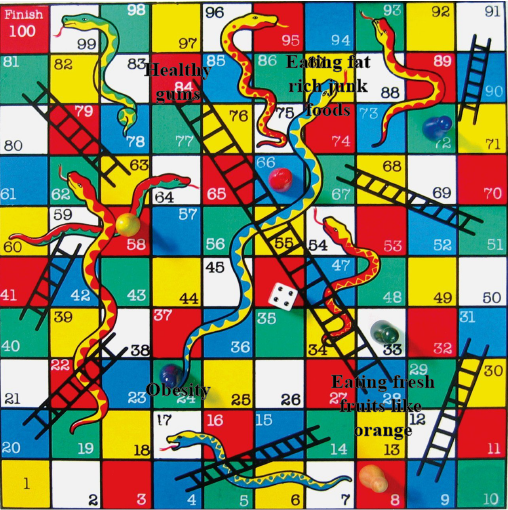 Finish
100 99 98 97 96 95 94 93 92 91
81 82 83 84 85 86 88 89 90
Healthy
guins
Eating fat
rich junk
foods
80 79 78 77 76 75 74 73 72 71
61 62 63 64 65 66 67 68 69 70
60 59 58 57 56 55 54 53 52 51
41 42 43 44 45 47 48 49 50
40 39 38 37 36 35 34 33 32 31
21 22 23 24 25 26 27 29 30
Obesity
Eating fresh
fruits like
orange
20 19 18 17 16 15 14 13 12 11
1 2 3 4 5 6 7 8 9 10